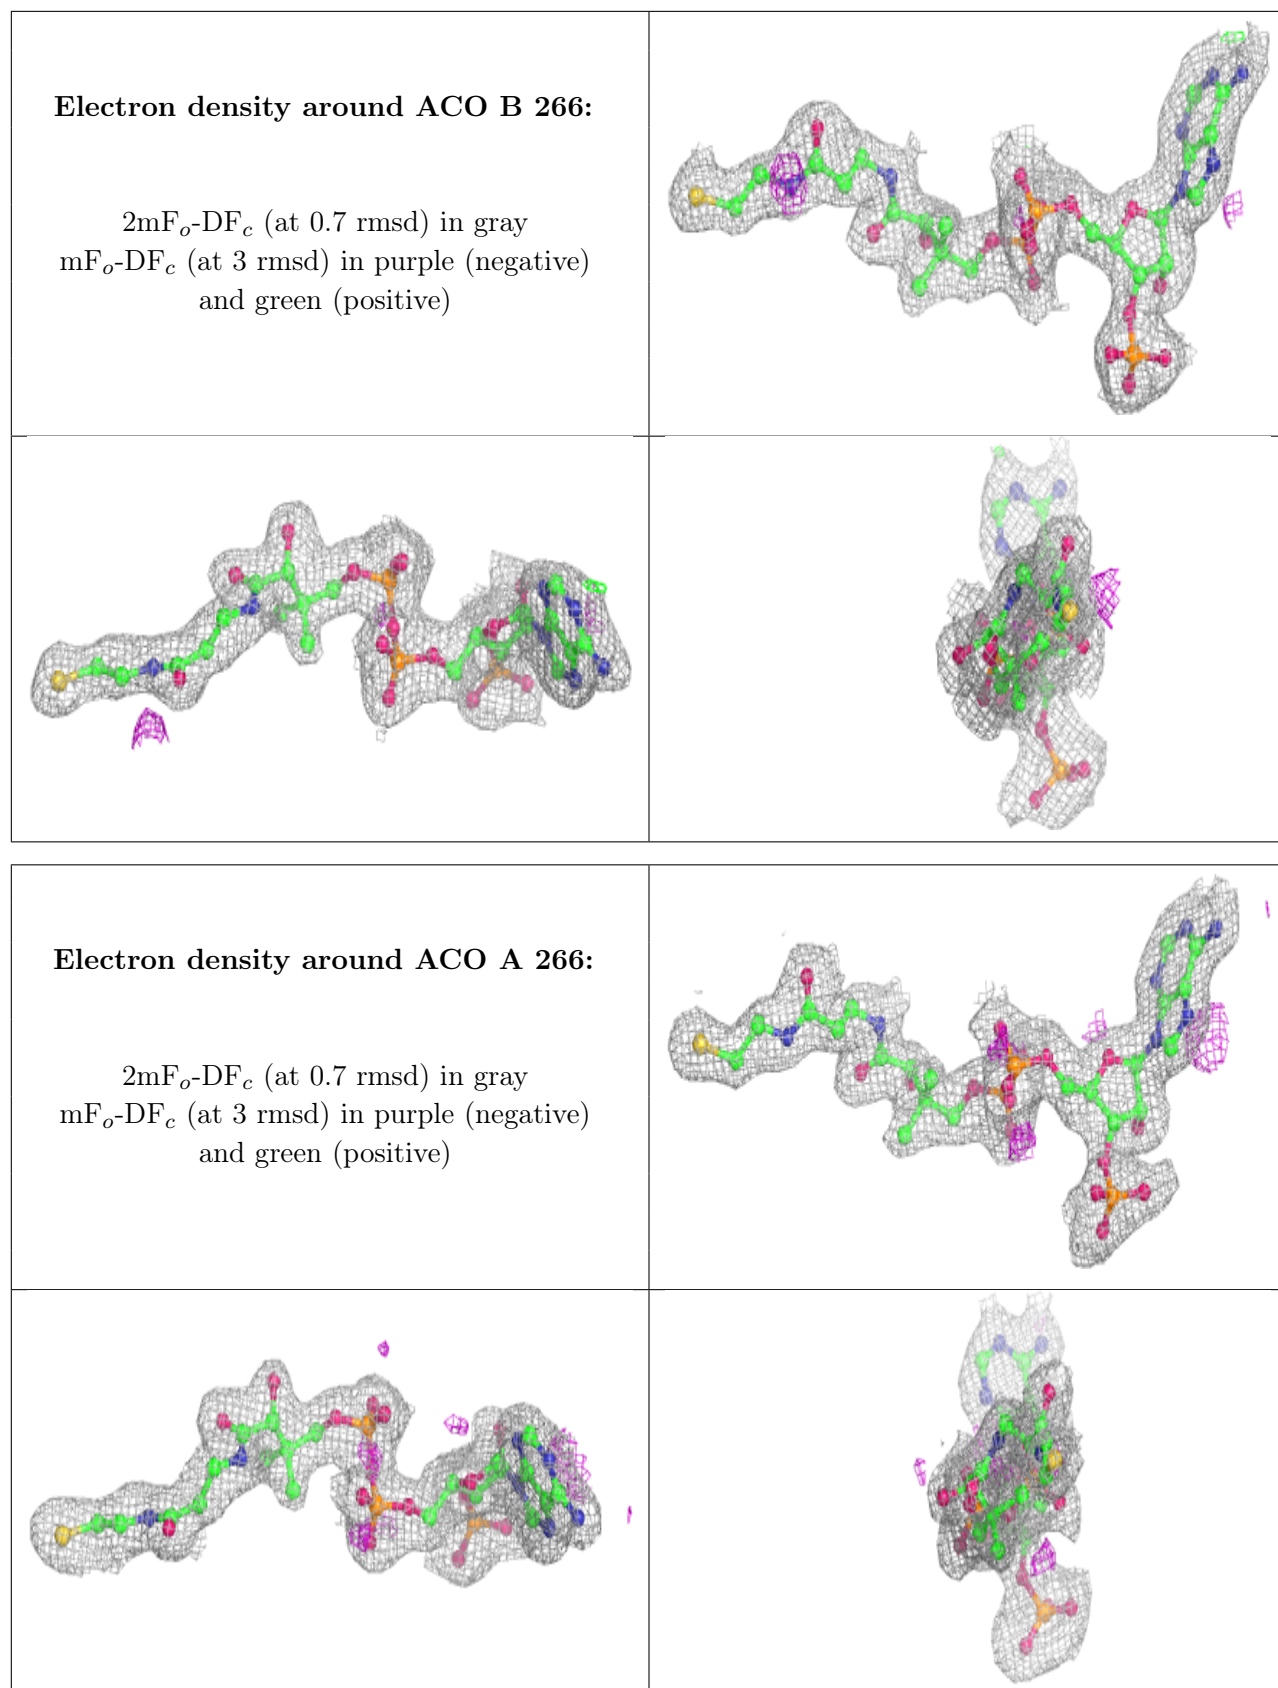 Electron density around ACO B 266:
2mFo-DFc (at 0.7 rmsd) in gray
mFo-DFc (at 3 rmsd) in purple (negative)
and green (positive)
Electron density around ACO A 266:
2mFo-DFc (at 0.7 rmsd) in gray
mFo-DFc (at 3 rmsd) in purple (negative)
and green (positive)